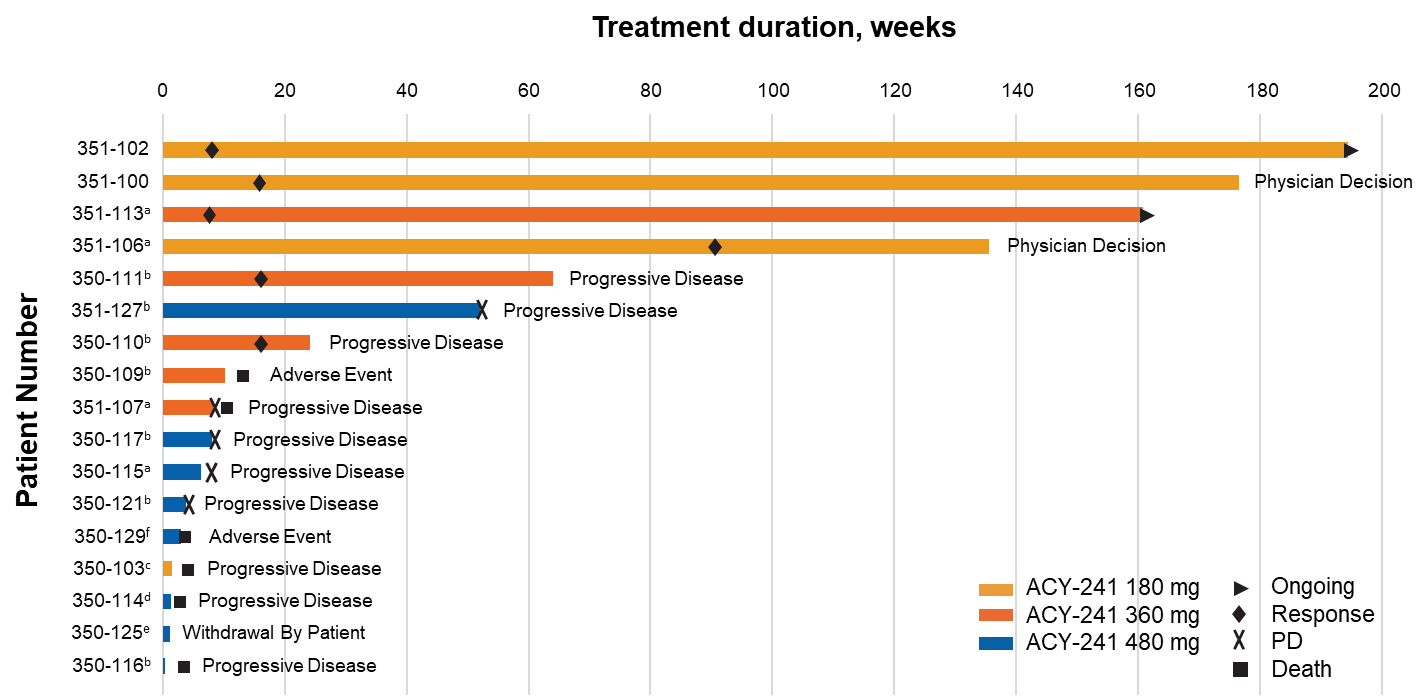 Treatment duration, weeks
0 20 40 60 80 100 120 140 160 180 200
Patient Number
351-102
351-100 Physician Decision
351-113ᵃ
351-106ᵃ Physician Decision
350-111ᵇ Progressive Disease
351-127ᵇ Progressive Disease
350-110ᵇ Progressive Disease
350-109ᵇ Adverse Event
351-107ᵃ Progressive Disease
350-117ᵇ Progressive Disease
350-115ᵃ Progressive Disease
350-121ᵇ Progressive Disease
350-129ᶠ Adverse Event
350-103ᶜ Progressive Disease
350-114ᵈ Progressive Disease
350-125ᵉ Withdrawal By Patient
350-116ᵇ Progressive Disease
ACY-241 180 mg
ACY-241 360 mg
ACY-241 480 mg
Ongoing
Response
PD
Death